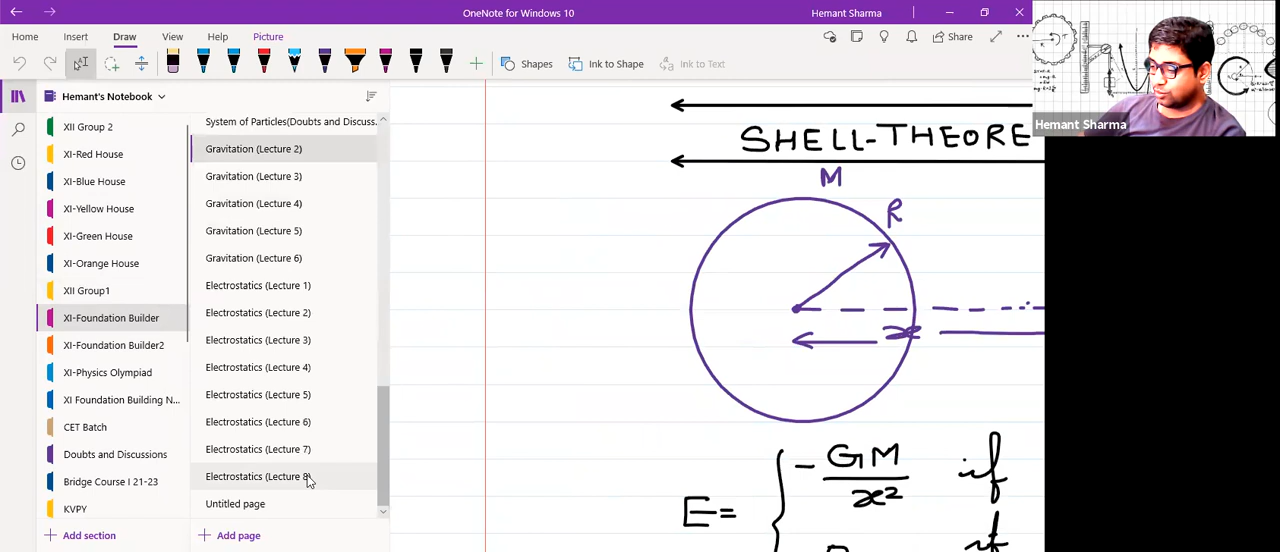 OneNote for Windows 10
Hemant Sharma
Home Insert Draw View Help Picture
Share
Shapes Ink to Shape Ink to Text
Hemant's Notebook
XII Group 2
XI-Red House
XI-Blue House
XI-Yellow House
XI-Green House
XI-Orange House
XII Group1
XI-Foundation Builder
XI-Foundation Builder2
XI-Physics Olympiad
XI Foundation Building N...
CET Batch
Doubts and Discussions
Bridge Course I 21-23
KVPY
Add section
System of Particles(Doubts and Discuss...
Gravitation (Lecture 2)
Gravitation (Lecture 3)
Gravitation (Lecture 4)
Gravitation (Lecture 5)
Gravitation (Lecture 6)
Electrostatics (Lecture 1)
Electrostatics (Lecture 2)
Electrostatics (Lecture 3)
Electrostatics (Lecture 4)
Electrostatics (Lecture 5)
Electrostatics (Lecture 6)
Electrostatics (Lecture 7)
Electrostatics (Lecture 8)
Untitled page
Add page
SHELL-THEORE
M
R
x
E = { -GM/x² if
if
Hemant Sharma